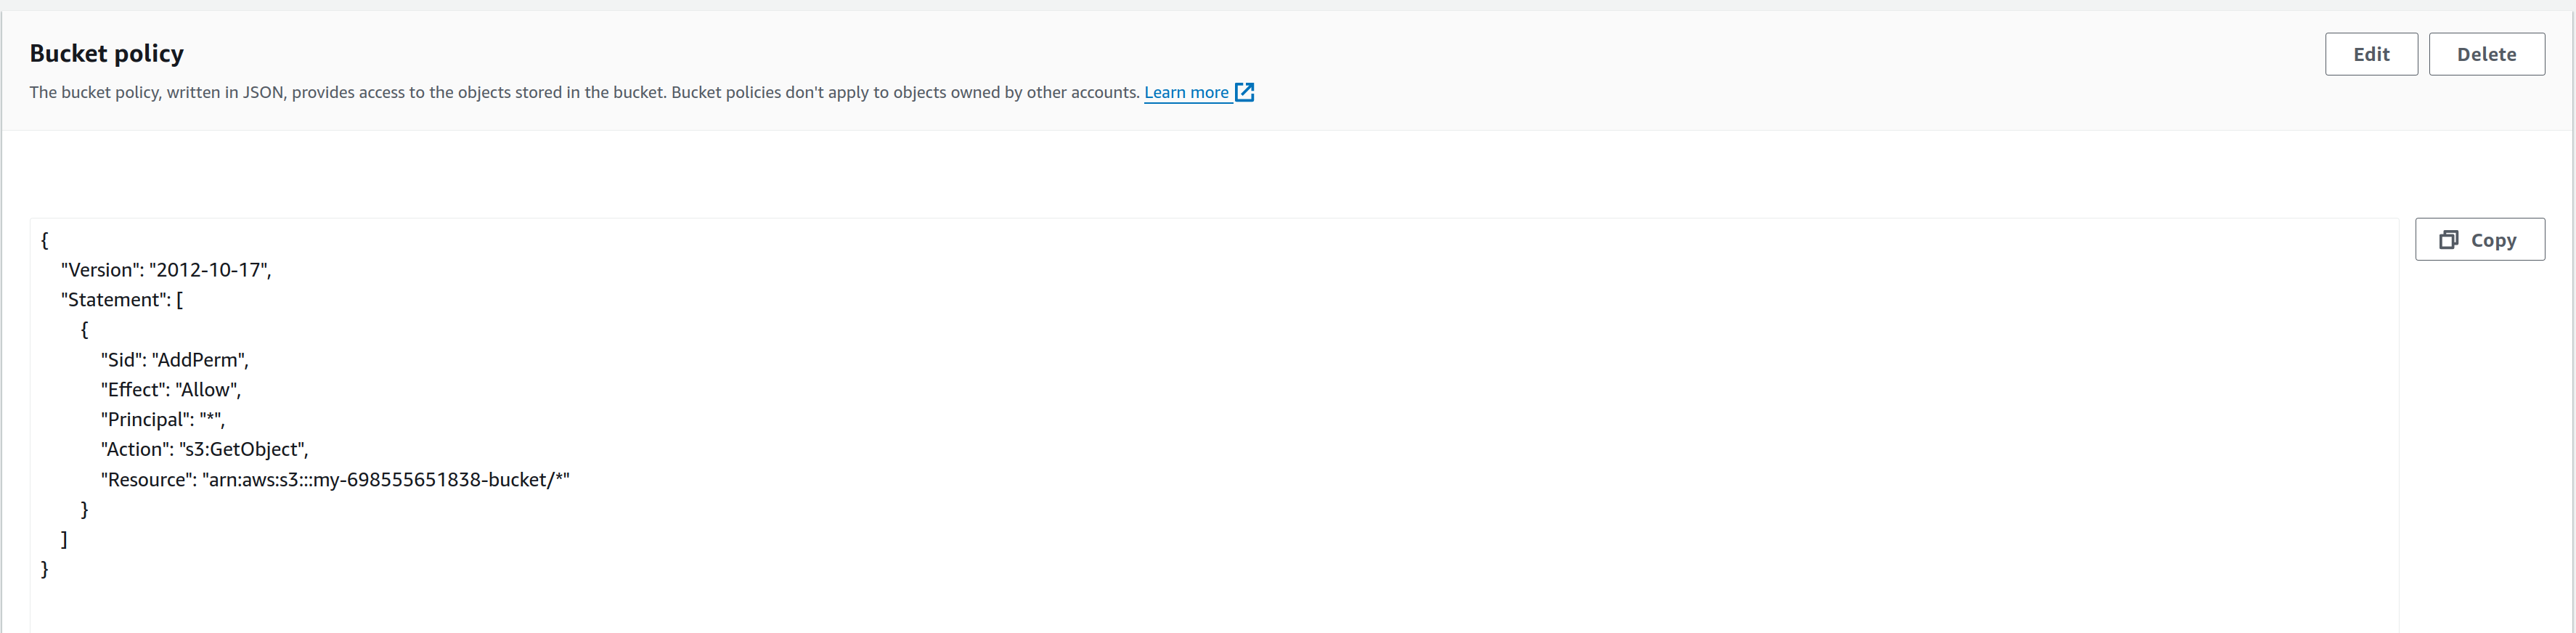 Bucket policy
Edit
Delete
The bucket policy, written in JSON, provides access to the objects stored in the bucket. Bucket policies don't apply to objects owned by other accounts. Learn more
Copy
{
"Version": "2012-10-17",
"Statement": [
{
"Sid": "AddPerm",
"Effect": "Allow",
"Principal": "*",
"Action": "s3:GetObject",
"Resource": "arn:aws:s3:::my-698555651838-bucket/*"
}
]
}